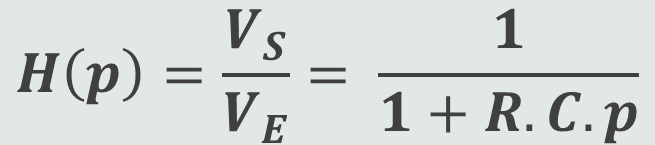 H(p) = V_S / V_E = 1 / (1 + R. C. p)